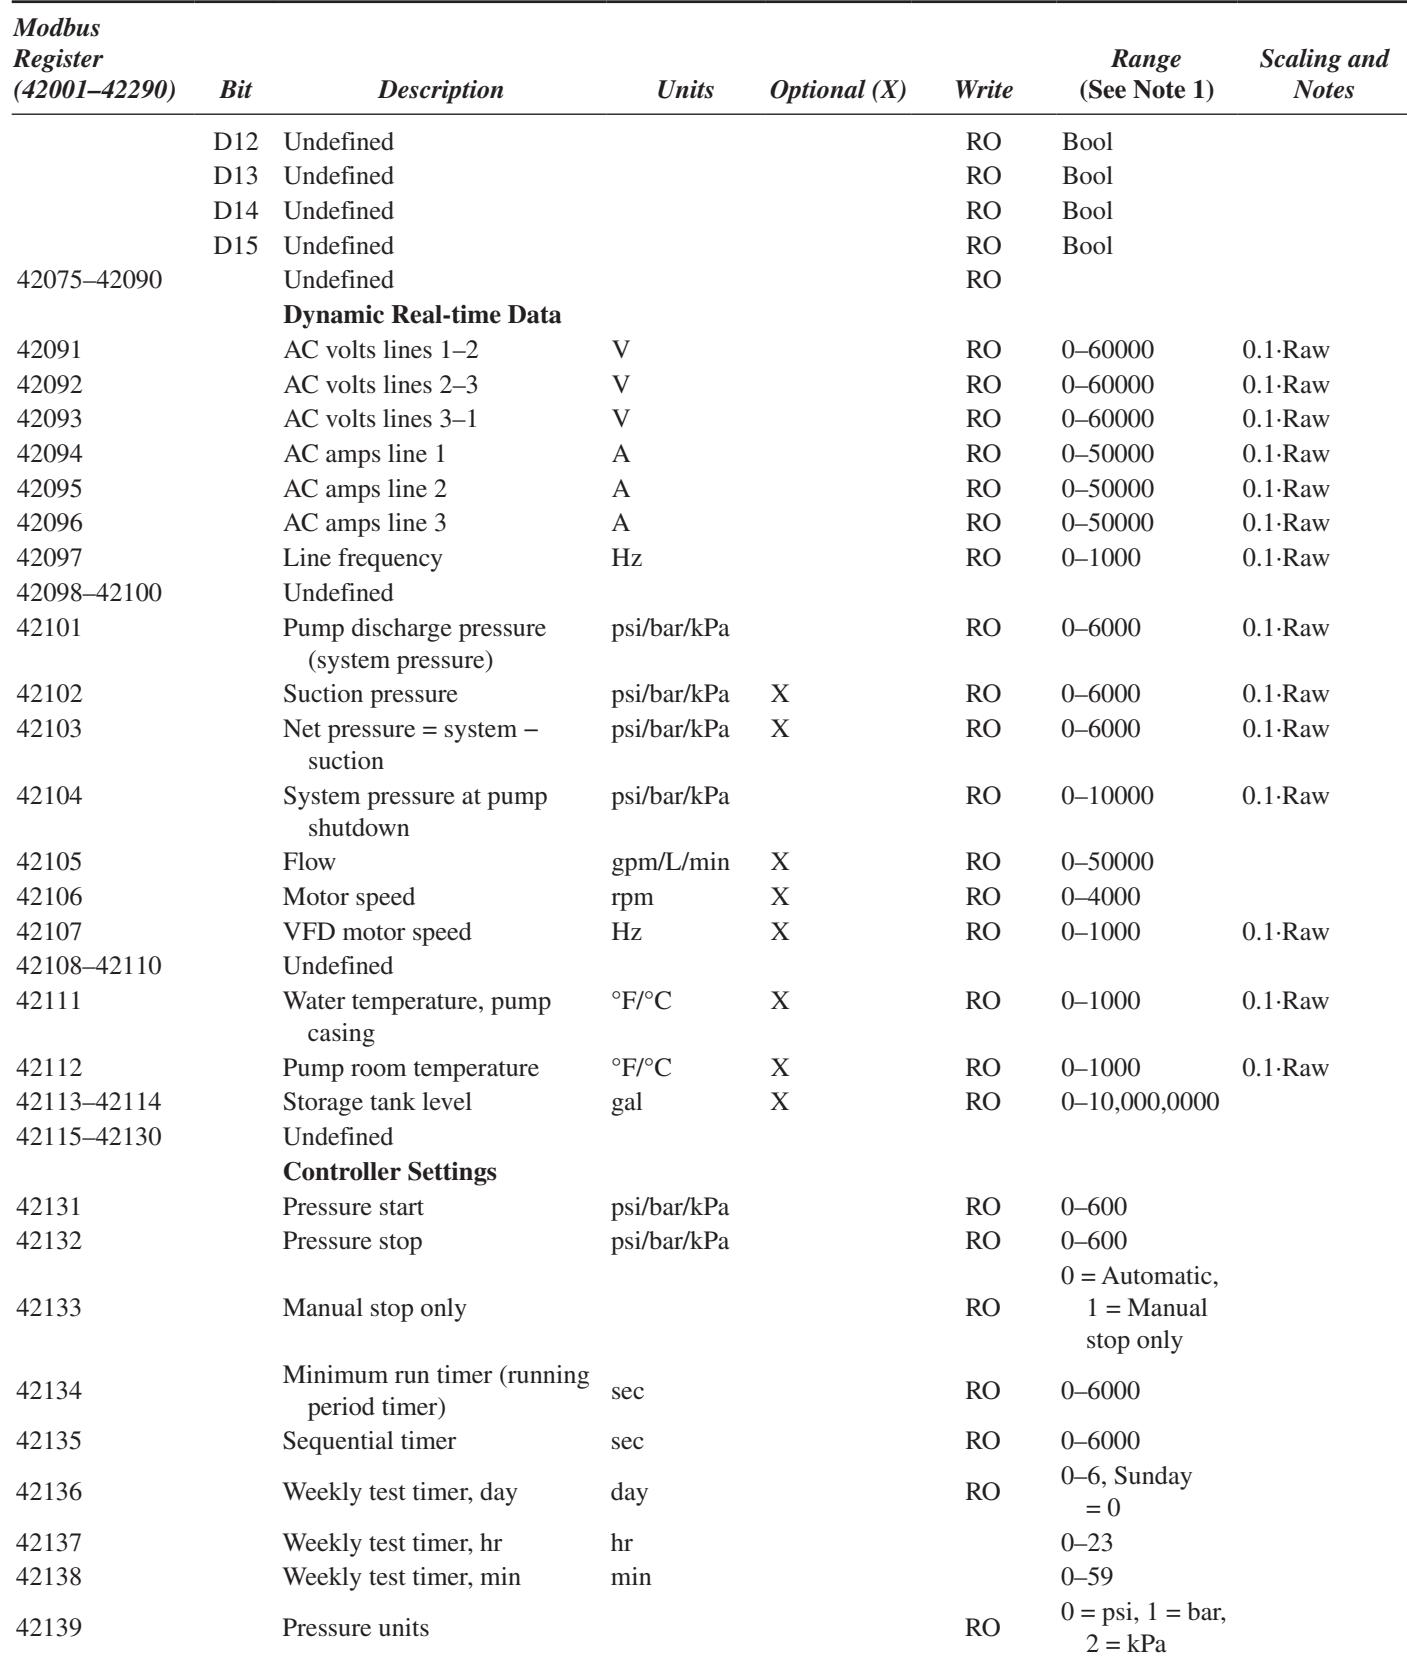 Modbus
Register Range Scaling and
(42001–42290) Bit Description Units Optional (X) Write (See Note 1) Notes
D12 Undefined RO Bool
D13 Undefined RO Bool
D14 Undefined RO Bool
D15 Undefined RO Bool
42075–42090 Undefined RO
Dynamic Real-time Data
42091 AC volts lines 1–2 V RO 0–60000 0.1·Raw
42092 AC volts lines 2–3 V RO 0–60000 0.1·Raw
42093 AC volts lines 3–1 V RO 0–60000 0.1·Raw
42094 AC amps line 1 A RO 0–50000 0.1·Raw
42095 AC amps line 2 A RO 0–50000 0.1·Raw
42096 AC amps line 3 A RO 0–50000 0.1·Raw
42097 Line frequency Hz RO 0–1000 0.1·Raw
42098–42100 Undefined
42101 Pump discharge pressure psi/bar/kPa RO 0–6000 0.1·Raw
(system pressure)
42102 Suction pressure psi/bar/kPa X RO 0–6000 0.1·Raw
42103 Net pressure = system − psi/bar/kPa X RO 0–6000 0.1·Raw
suction
42104 System pressure at pump psi/bar/kPa RO 0–10000 0.1·Raw
shutdown
42105 Flow gpm/L/min X RO 0–50000
42106 Motor speed rpm X RO 0–4000
42107 VFD motor speed Hz X RO 0–1000 0.1·Raw
42108–42110 Undefined
42111 Water temperature, pump °F/°C X RO 0–1000 0.1·Raw
casing
42112 Pump room temperature °F/°C X RO 0–1000 0.1·Raw
42113–42114 Storage tank level gal X RO 0–10,000,0000
42115–42130 Undefined
Controller Settings
42131 Pressure start psi/bar/kPa RO 0–600
42132 Pressure stop psi/bar/kPa RO 0–600
0 = Automatic,
42133 Manual stop only RO 1 = Manual
stop only
42134 Minimum run timer (running sec RO 0–6000
period timer)
42135 Sequential timer sec RO 0–6000
42136 Weekly test timer, day day RO 0–6, Sunday
= 0
42137 Weekly test timer, hr hr 0–23
42138 Weekly test timer, min min 0–59
42139 Pressure units RO 0 = psi, 1 = bar,
2 = kPa